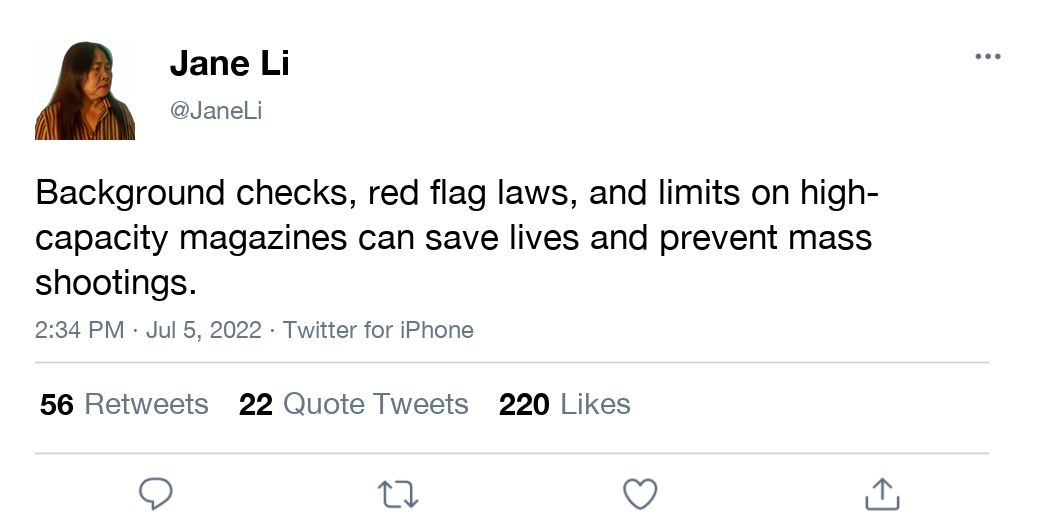 Jane Li
@JaneLi
Background checks, red flag laws, and limits on high-
capacity magazines can save lives and prevent mass
shootings.
2:34 PM · Jul 5, 2022 · Twitter for iPhone
56 Retweets 22 Quote Tweets 220 Likes